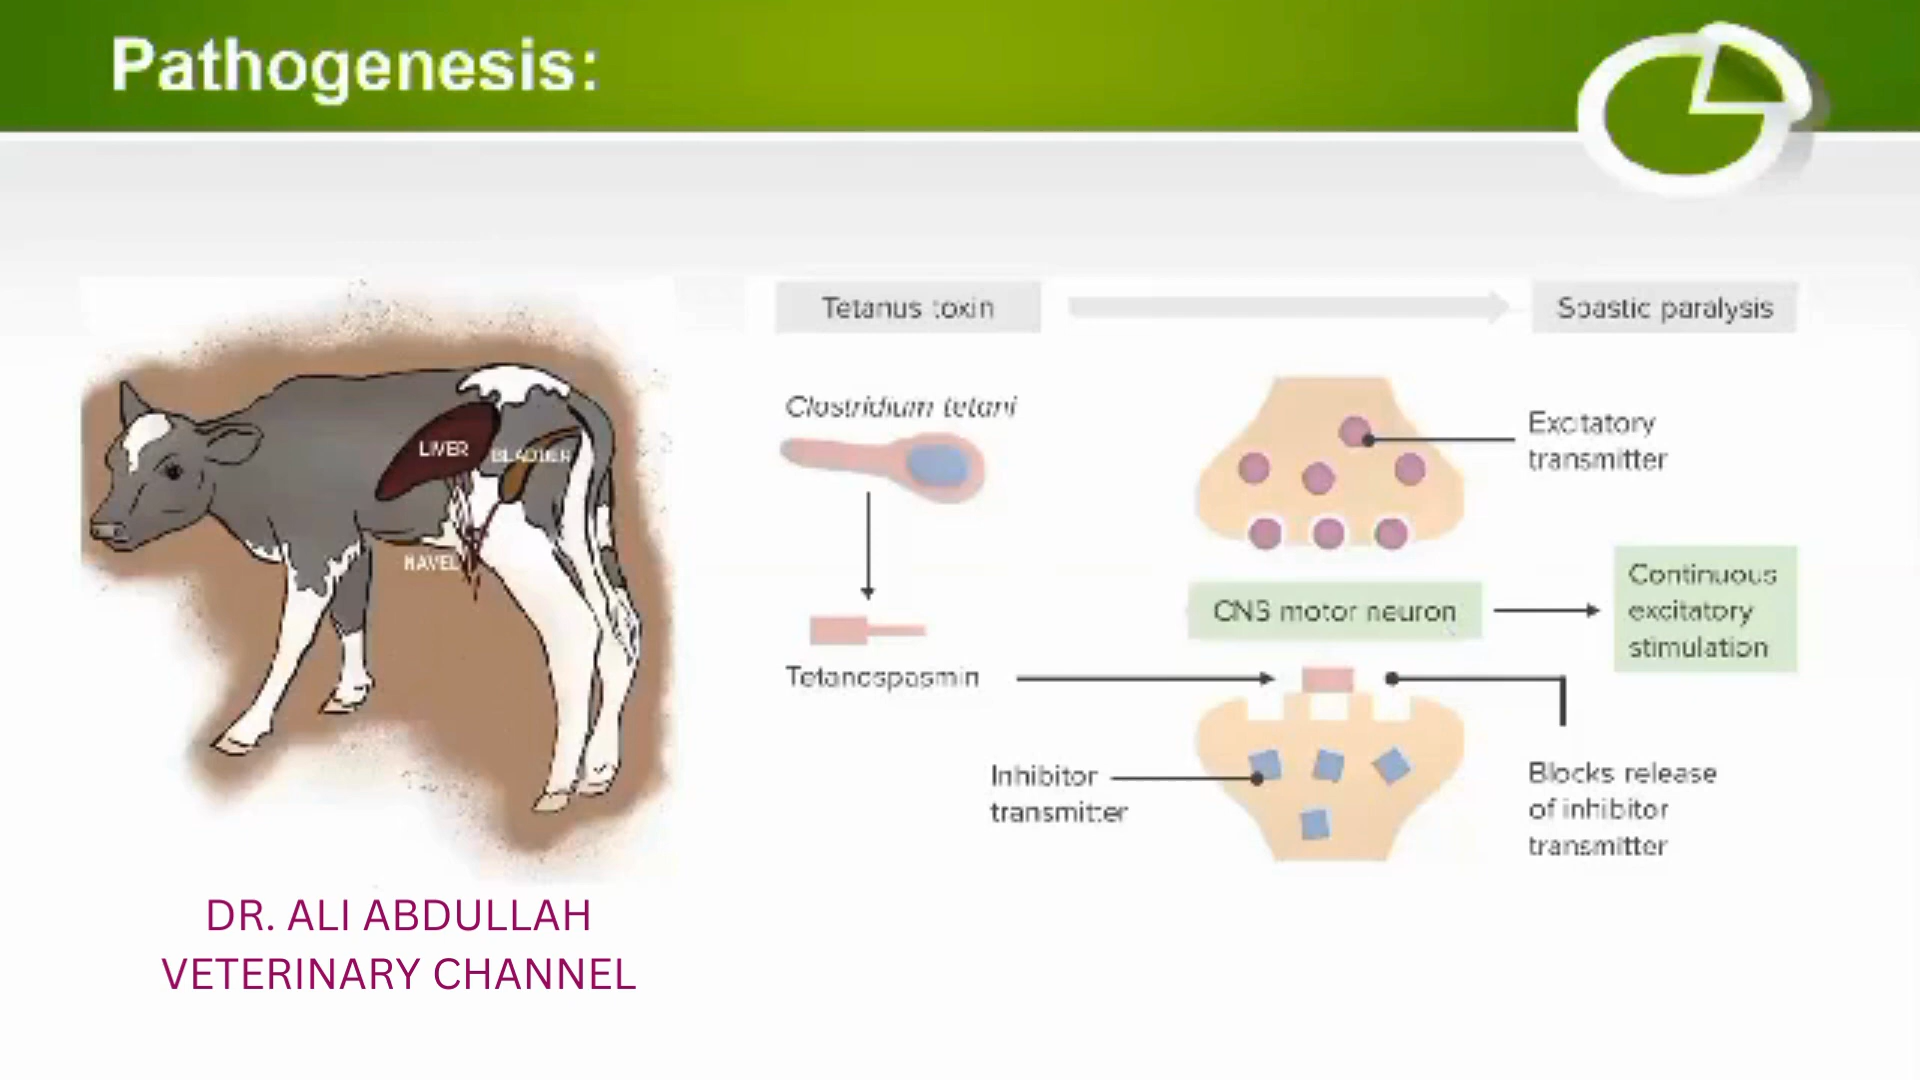 Pathogenesis:
LIVER
BLADDER
NAVEL
DR. ALI ABDULLAH
VETERINARY CHANNEL
Tetanus toxin
Spastic paralysis
Clostridium tetani
Excitatory
transmitter
CNS motor neuron
Continuous
excitatory
stimulation
Tetanospasmin
Inhibitor
transmitter
Blocks release
of inhibitor
transmitter